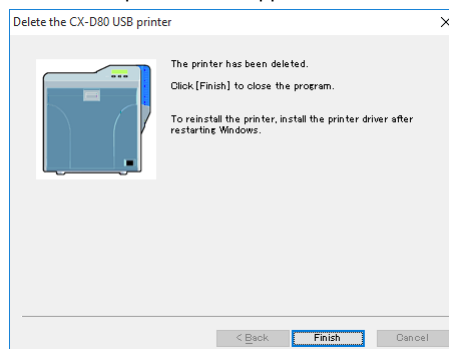 Delete the CX-D80 USB printer
The printer has been deleted.
Click [Finish] to close the program.
To reinstall the printer, install the printer driver after
restarting Windows.
< Back
Finish
Cancel